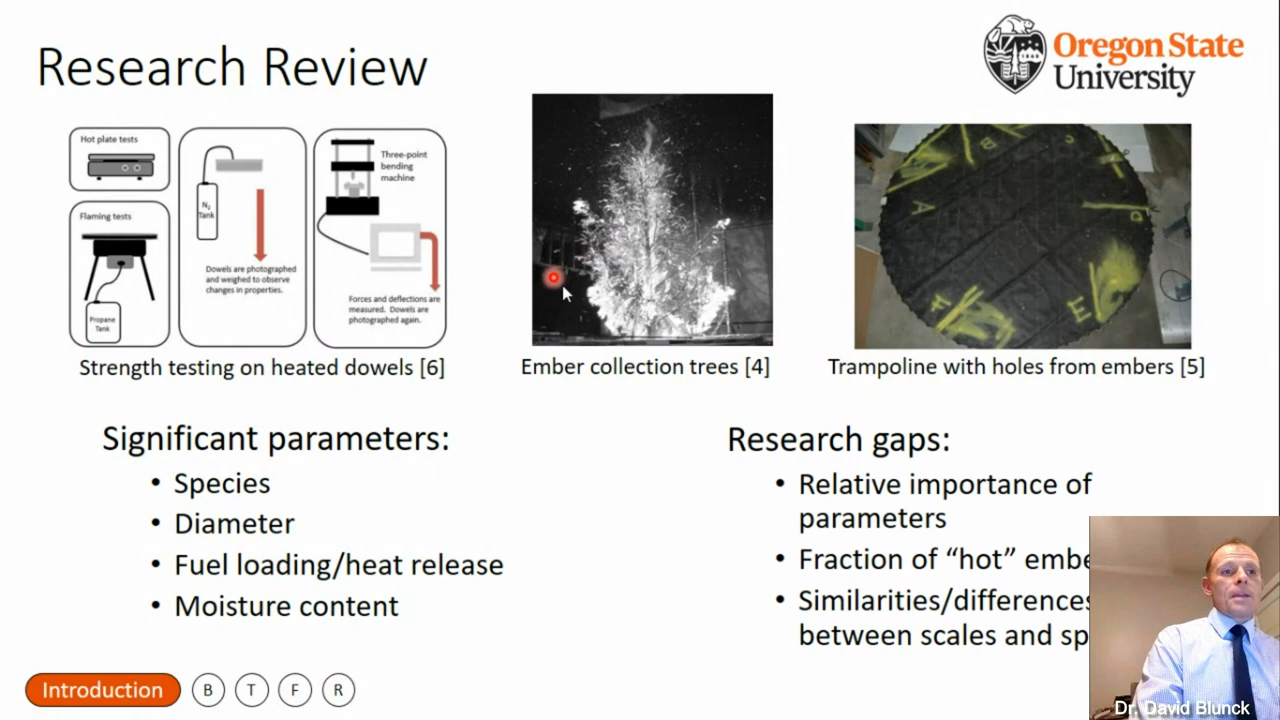 Research Review
Oregon State
University
Hot plate tests
Flaming tests
Propane
Tank
N₂
Tank
Dowels are photographed
and weighed to observe
changes in properties.
Three-point
bending
machine
Forces and deflections are
measured. Dowels are
photographed again.
A
B
C
D
E
H
Strength testing on heated dowels [6]
Ember collection trees [4]
Trampoline with holes from embers [5]
Significant parameters:
• Species
• Diameter
• Fuel loading/heat release
• Moisture content
Research gaps:
• Relative importance of
parameters
• Fraction of “hot” embe
• Similarities/differences
between scales and sp
Dr. David Blunck
Introduction
B
T
F
R